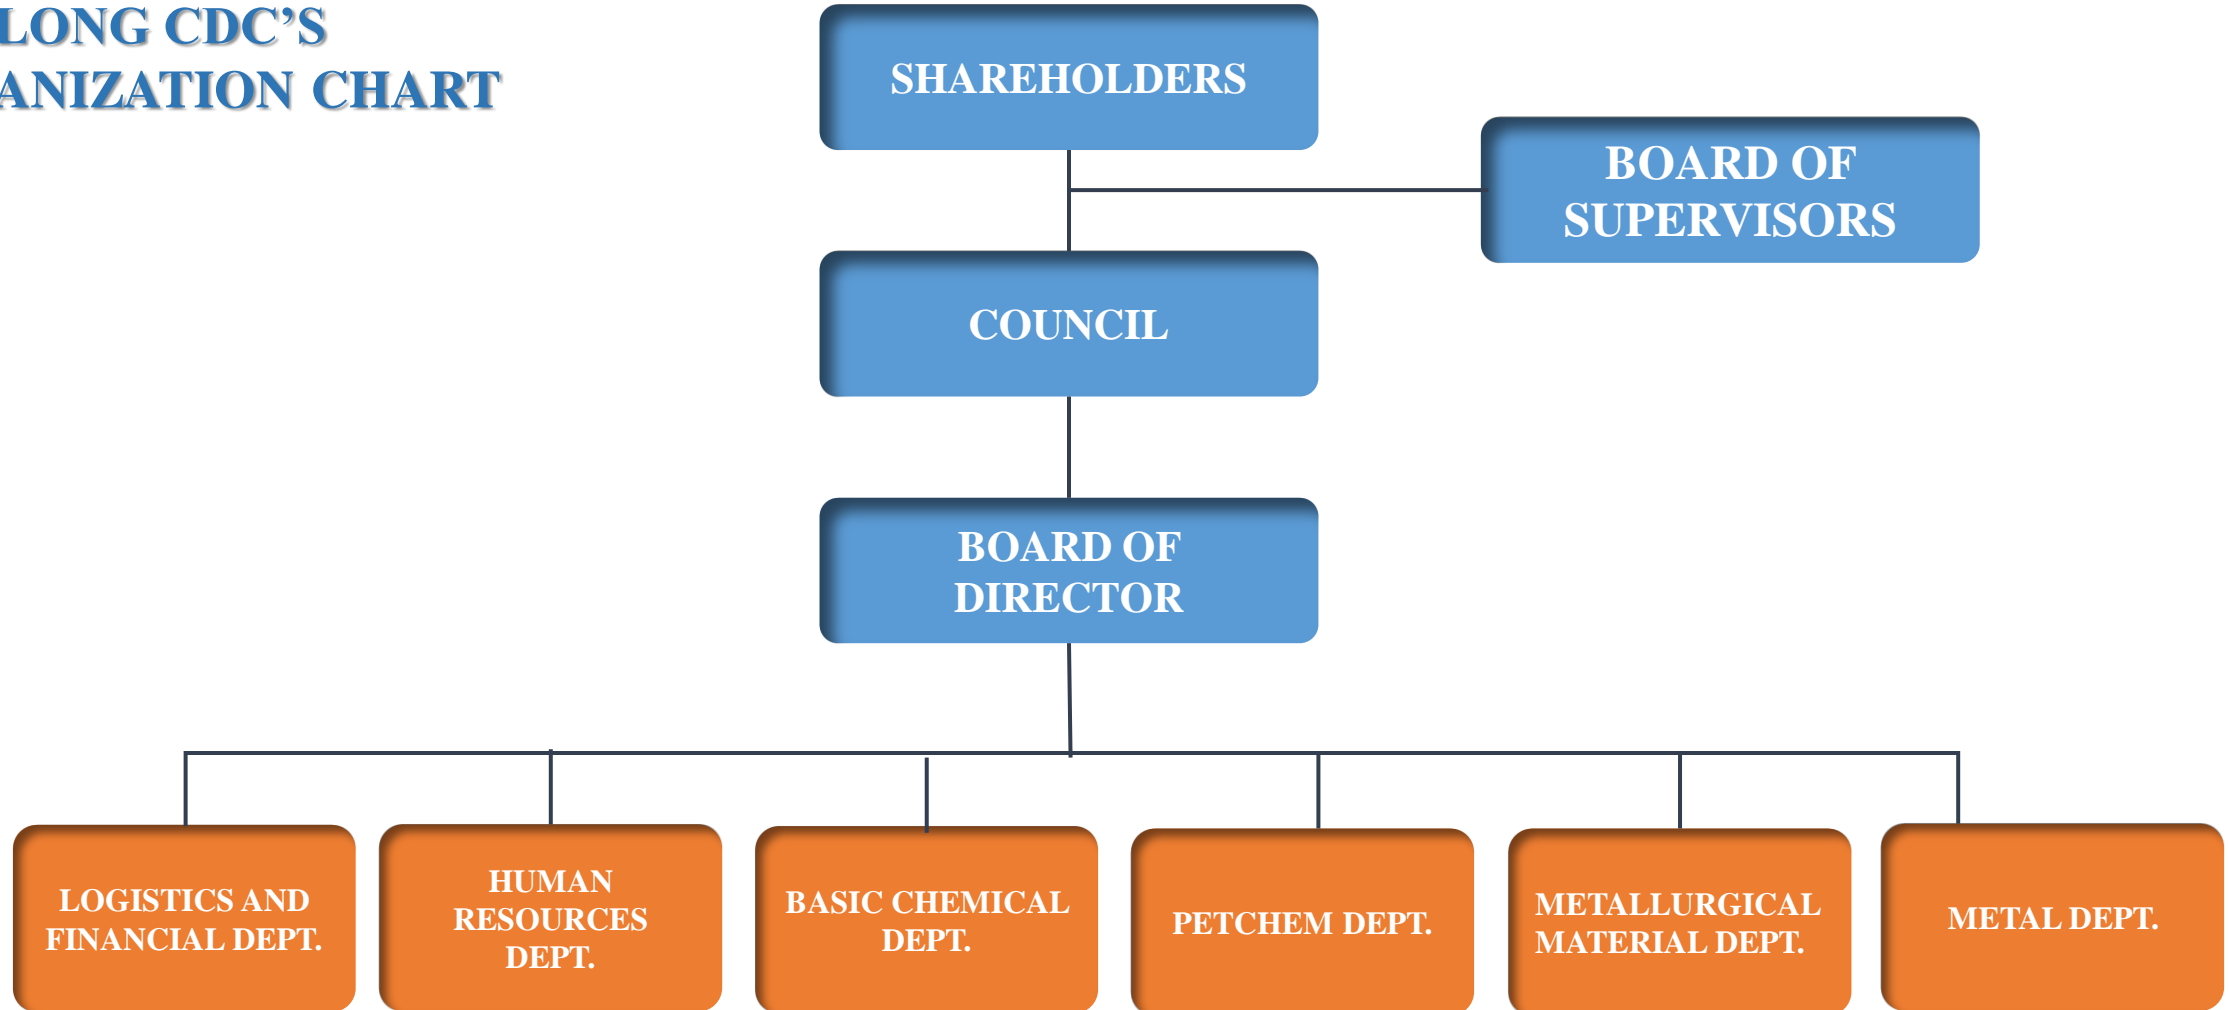 LONG CDC'S
ANIZATION CHART
SHAREHOLDERS
BOARD OF
SUPERVISORS
COUNCIL
BOARD OF
DIRECTOR
LOGISTICS AND
FINANCIAL DEPT.
HUMAN
RESOURCES
DEPT.
BASIC CHEMICAL
DEPT.
PETCHEM DEPT.
METALLURGICAL
MATERIAL DEPT.
METAL DEPT.